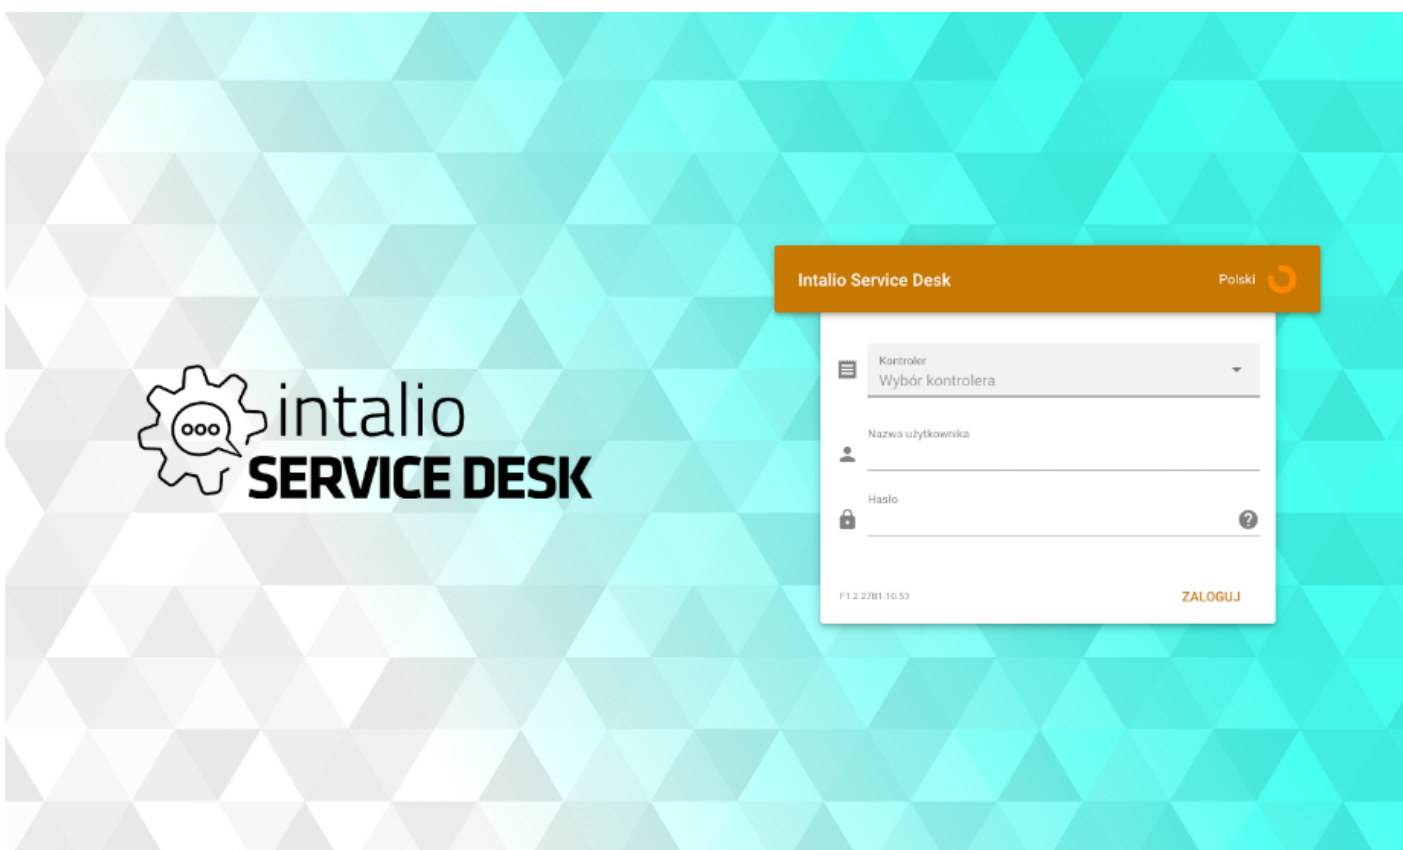 Intalio Service Desk
Polski
Kontroler
Wybór kontrolera
intalio
SERVICE DESK
Nazwa użytkownika
Hasło
F1.2.2781.10.53
ZALOGUJ